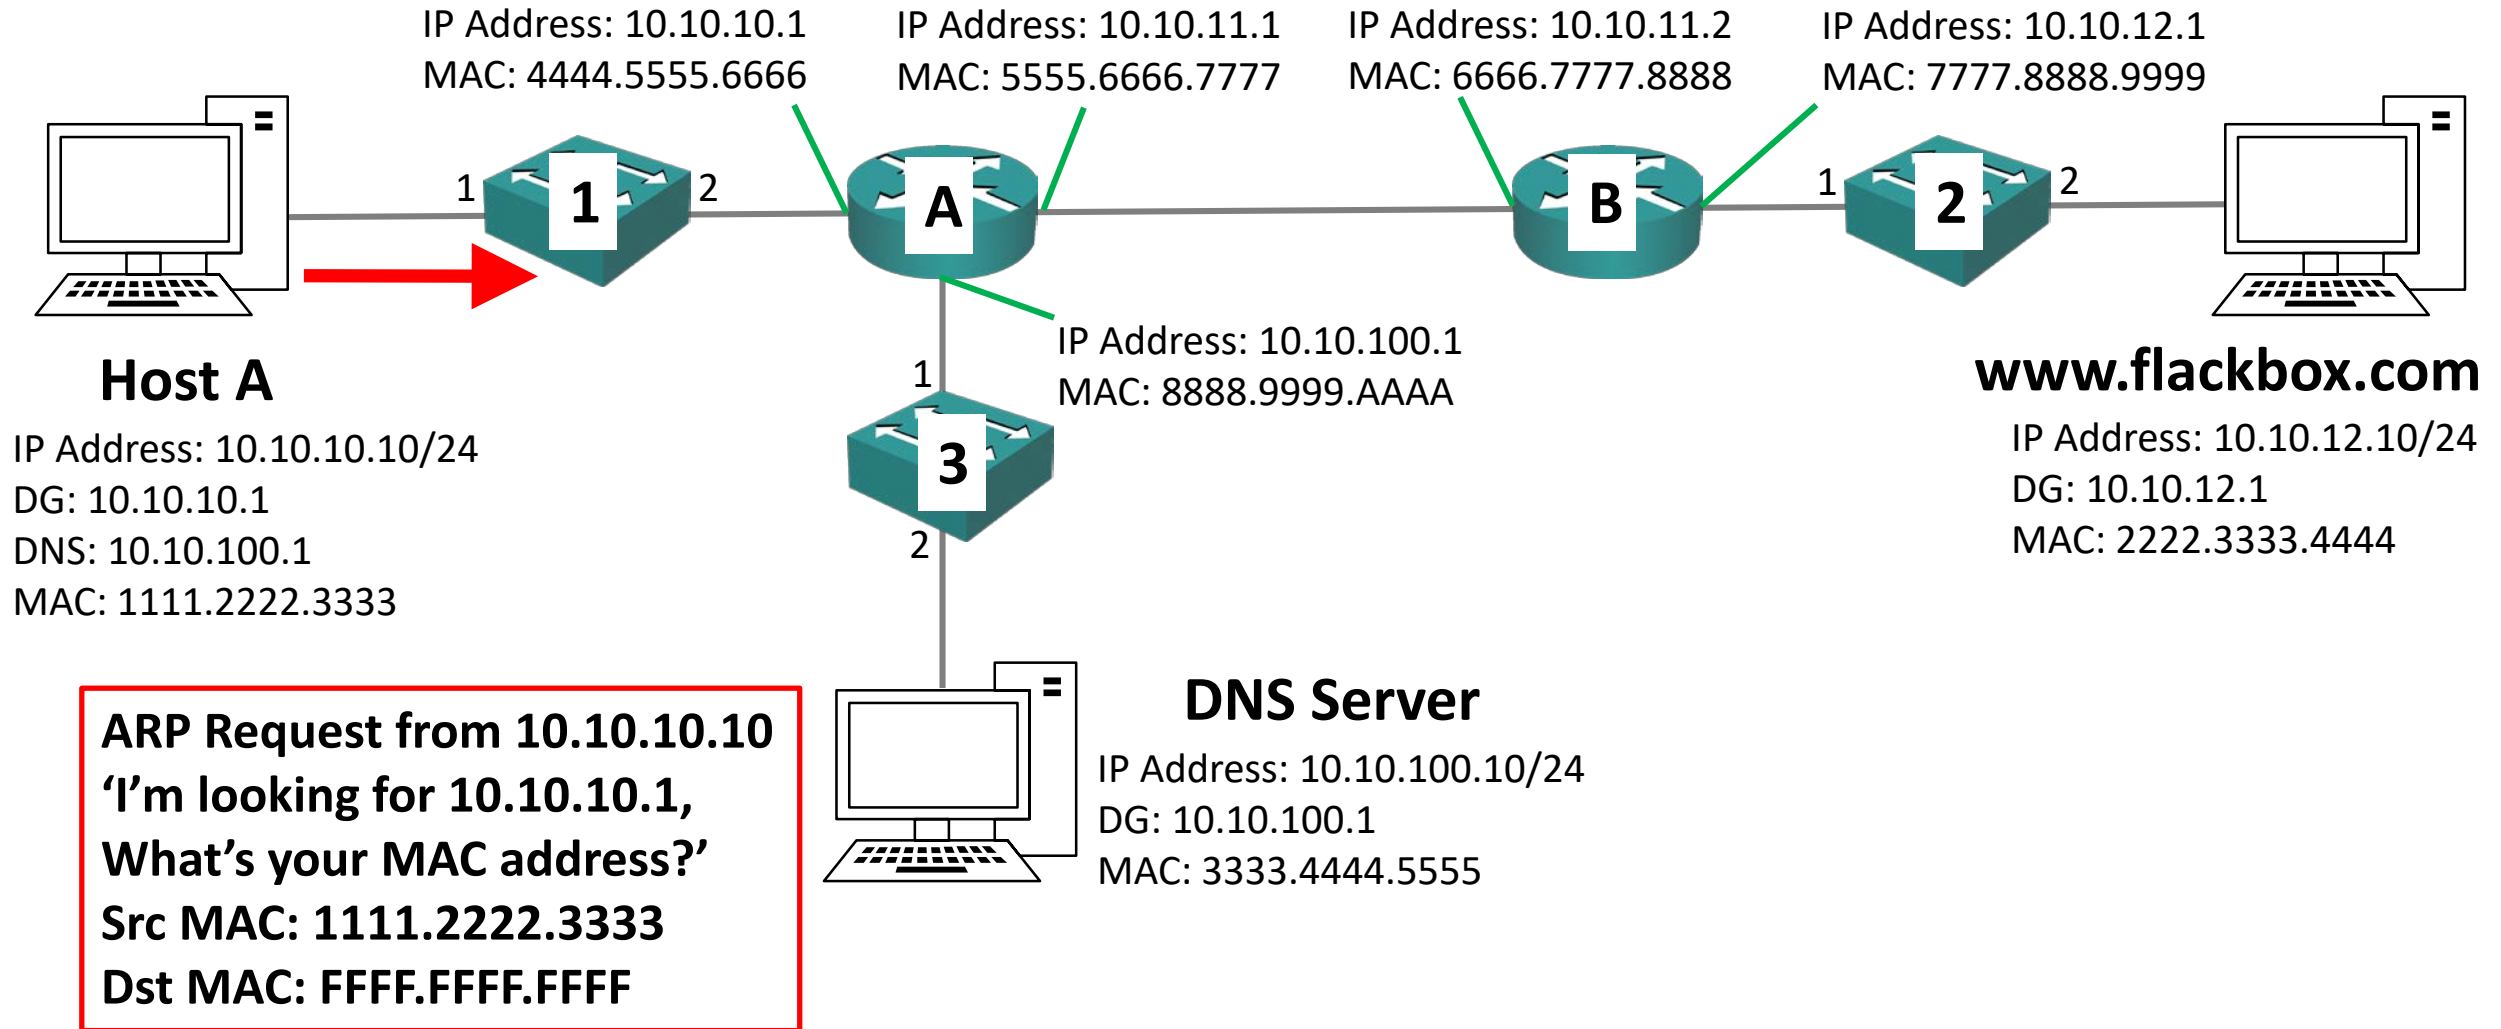 IP Address: 10.10.10.1
MAC: 4444.5555.6666
IP Address: 10.10.11.1
MAC: 5555.6666.7777
IP Address: 10.10.11.2
MAC: 6666.7777.8888
IP Address: 10.10.12.1
MAC: 7777.8888.9999
1
1
2
A
B
1
2
2
IP Address: 10.10.100.1
MAC: 8888.9999.AAAA
Host A
IP Address: 10.10.10.10/24
DG: 10.10.10.1
DNS: 10.10.100.1
MAC: 1111.2222.3333
1
3
2
www.flackbox.com
IP Address: 10.10.12.10/24
DG: 10.10.12.1
MAC: 2222.3333.4444
ARP Request from 10.10.10.10
‘I’m looking for 10.10.10.1,
What’s your MAC address?’
Src MAC: 1111.2222.3333
Dst MAC: FFFF.FFFF.FFFF
DNS Server
IP Address: 10.10.100.10/24
DG: 10.10.100.1
MAC: 3333.4444.5555